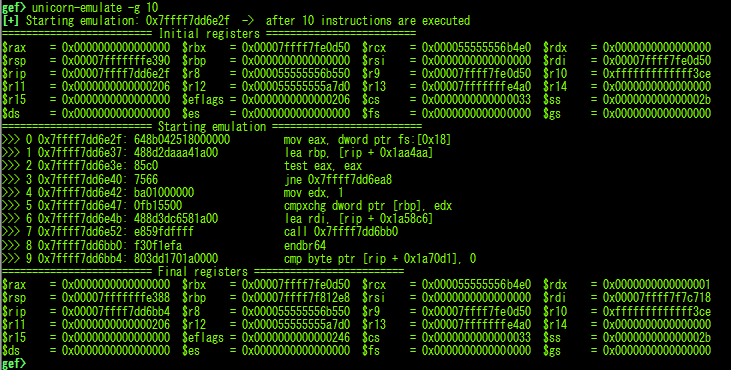 gef> unicorn-emulate -g 10
[+] Starting emulation: 0x7ffff7dd6e2f  ->  after 10 instructions are executed
========================= Initial registers =========================
$rax    = 0x0000000000000000  $rbx    = 0x00007ffff7fe0d50  $rcx    = 0x000055555556b4e0  $rdx    = 0x0000000000000000
$rsp    = 0x00007fffffffe390  $rbp    = 0x0000000000000000  $rsi    = 0x0000000000000000  $rdi    = 0x00007ffff7fe0d50
$rip    = 0x00007ffff7dd6e2f  $r8     = 0x000055555556b550  $r9     = 0x00007ffff7fe0d50  $r10    = 0xfffffffffffff3ce
$r11    = 0x0000000000000206  $r12    = 0x000055555555a7d0  $r13    = 0x00007fffffffe4a0  $r14    = 0x0000000000000000
$r15    = 0x0000000000000000  $eflags = 0x0000000000000206  $cs     = 0x0000000000000033  $ss     = 0x000000000000002b
$ds     = 0x0000000000000000  $es     = 0x0000000000000000  $fs     = 0x0000000000000000  $gs     = 0x0000000000000000
========================= Starting emulation =========================
>>> 0 0x7ffff7dd6e2f: 648b042518000000     mov eax, dword ptr fs:[0x18]
>>> 1 0x7ffff7dd6e37: 488d2daaa41a00       lea rbp, [rip + 0x1aa4aa]
>>> 2 0x7ffff7dd6e3e: 85c0                 test eax, eax
>>> 3 0x7ffff7dd6e40: 7566                 jne 0x7ffff7dd6ea8
>>> 4 0x7ffff7dd6e42: ba01000000           mov edx, 1
>>> 5 0x7ffff7dd6e47: 0fb15500             cmpxchg dword ptr [rbp], edx
>>> 6 0x7ffff7dd6e4b: 488d3dc6581a00       lea rdi, [rip + 0x1a58c6]
>>> 7 0x7ffff7dd6e52: e859fdffff           call 0x7ffff7dd6bb0
>>> 8 0x7ffff7dd6bb0: f30f1efa             endbr64
>>> 9 0x7ffff7dd6bb4: 803dd1701a0000       cmp byte ptr [rip + 0x1a70d1], 0
========================= Final registers =========================
$rax    = 0x0000000000000000  $rbx    = 0x00007ffff7fe0d50  $rcx    = 0x000055555556b4e0  $rdx    = 0x0000000000000001
$rsp    = 0x00007fffffffe388  $rbp    = 0x00007ffff7f812e8  $rsi    = 0x0000000000000000  $rdi    = 0x00007ffff7f7c718
$rip    = 0x00007ffff7dd6bb4  $r8     = 0x000055555556b550  $r9     = 0x00007ffff7fe0d50  $r10    = 0xfffffffffffff3ce
$r11    = 0x0000000000000206  $r12    = 0x000055555555a7d0  $r13    = 0x00007fffffffe4a0  $r14    = 0x0000000000000000
$r15    = 0x0000000000000000  $eflags = 0x0000000000000246  $cs     = 0x0000000000000033  $ss     = 0x000000000000002b
$ds     = 0x0000000000000000  $es     = 0x0000000000000000  $fs     = 0x0000000000000000  $gs     = 0x0000000000000000
gef>